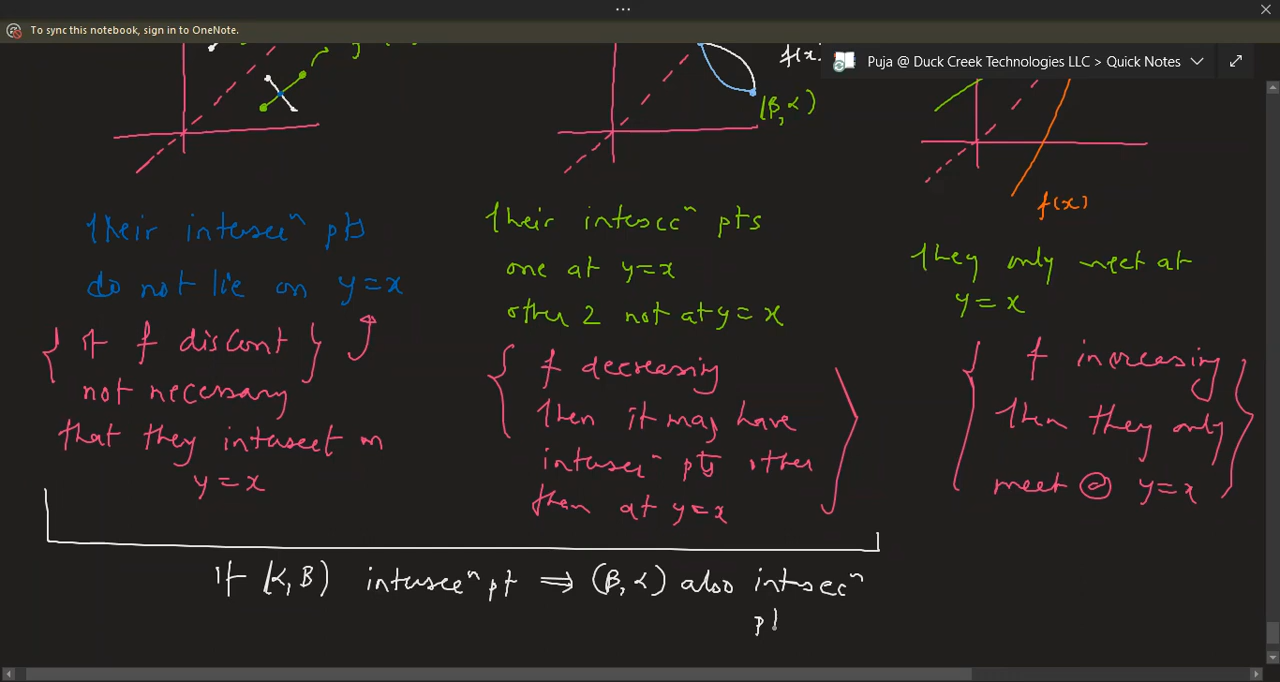 To sync this notebook, sign in to OneNote.
Puja @ Duck Creek Technologies LLC > Quick Notes
f(x)
(β, α)
f(x)
their intersecⁿ pts
do not lie on y=x
{ if f discont }
not necessary
that they intersect on
y=x
their intsecⁿ pts
one at y=x
other 2 not at y=x
f decreasing
then it may have
intersecⁿ pts other
then at y=x
they only meet at
y=x
f increasing
then they only
meet @ y=x
If (α, β) intersecⁿ pt ⟹ (β, α) also intsecⁿ
pt